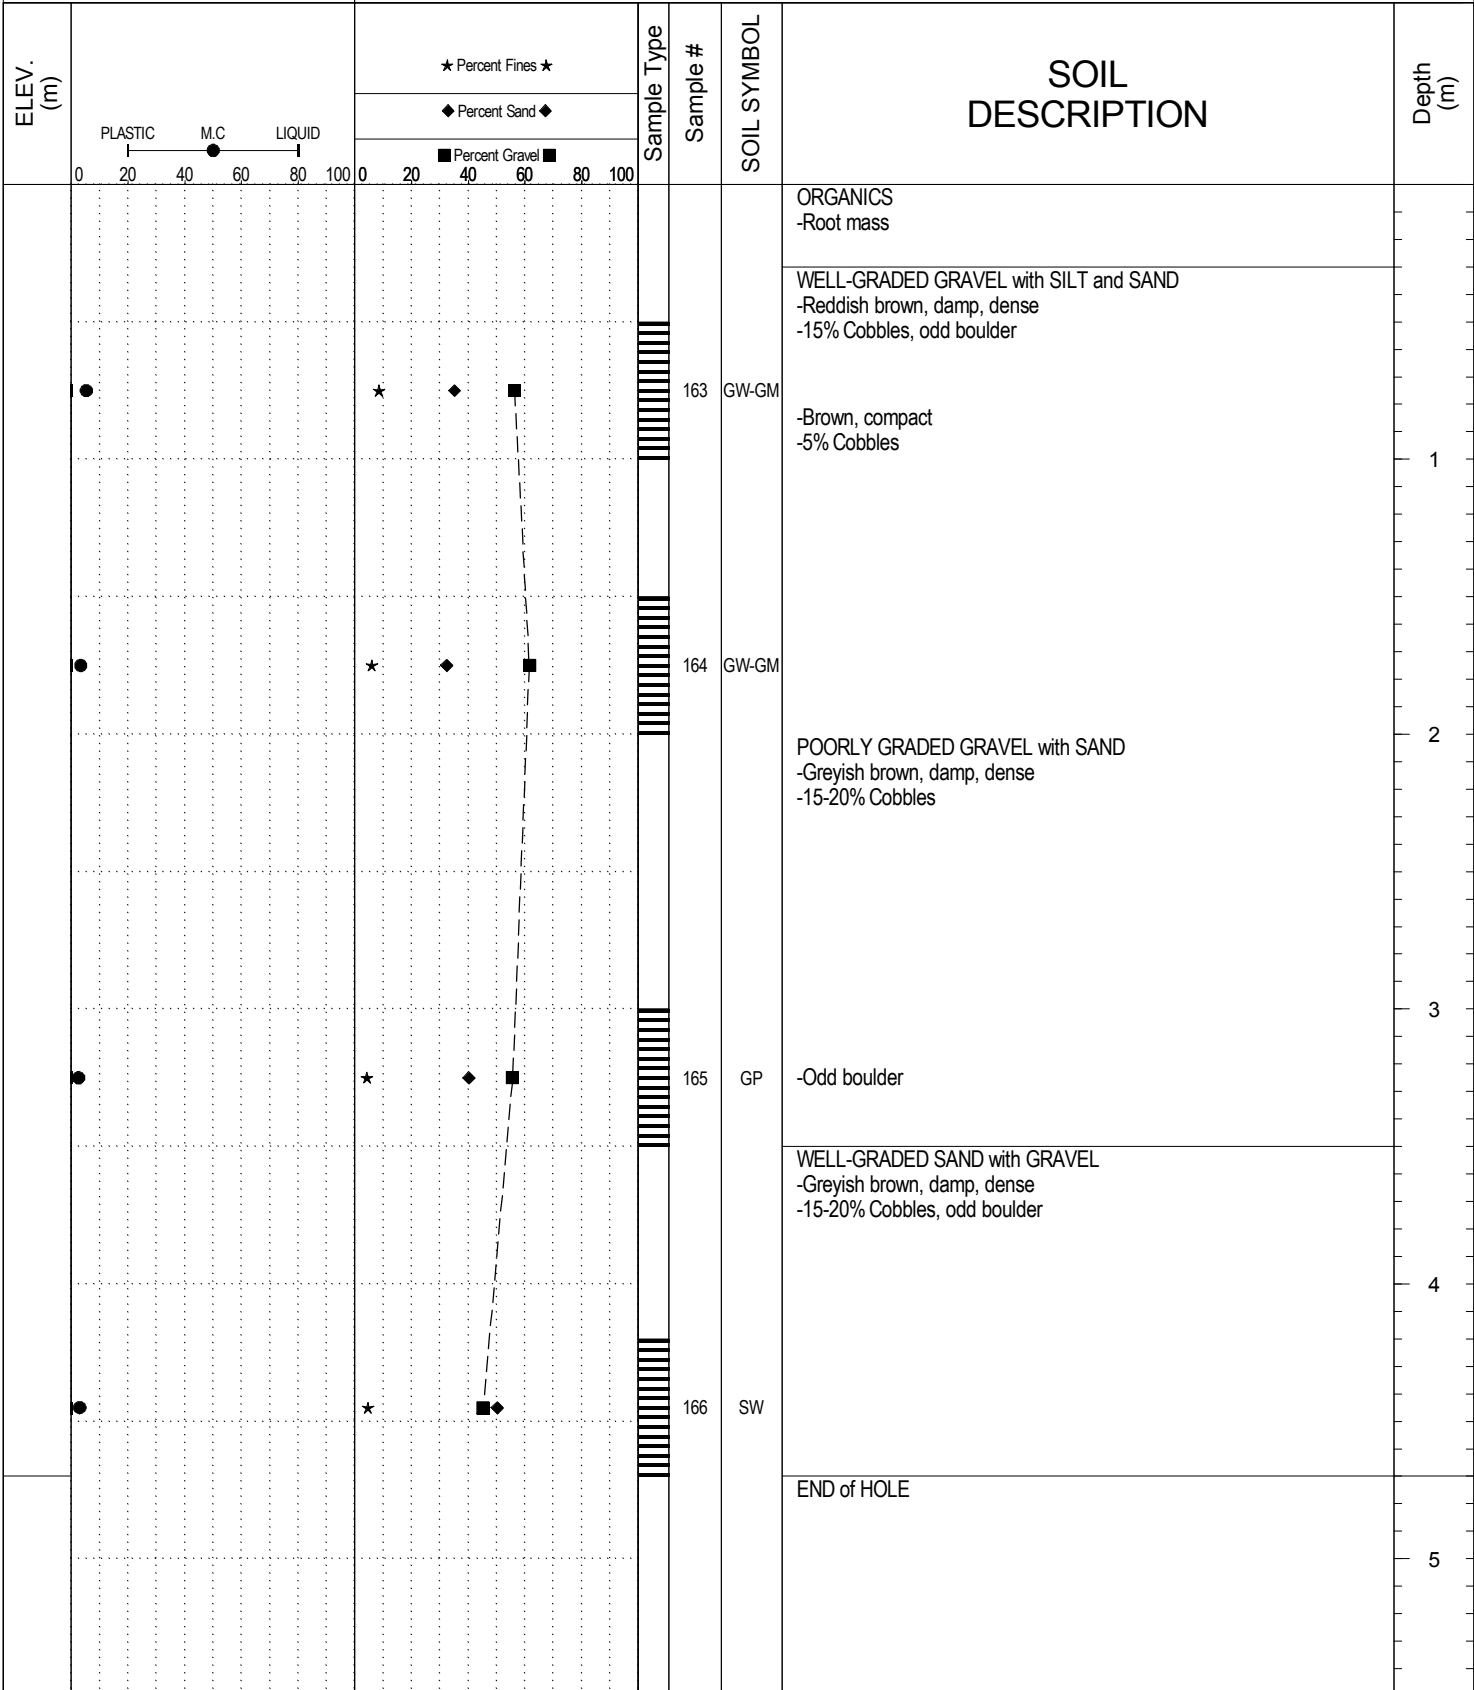 ELEV.
(m)
PLASTIC M.C LIQUID
0 20 40 60 80 100
★ Percent Fines ★
◆ Percent Sand ◆
■ Percent Gravel ■
0 20 40 60 80 100
Sample Type
Sample #
SOIL SYMBOL
SOIL
DESCRIPTION
Depth
(m)
ORGANICS
-Root mass
WELL-GRADED GRAVEL with SILT and SAND
-Reddish brown, damp, dense
-15% Cobbles, odd boulder
163 GW-GM
-Brown, compact
-5% Cobbles
1
164 GW-GM
2
POORLY GRADED GRAVEL with SAND
-Greyish brown, damp, dense
-15-20% Cobbles
3
165 GP -Odd boulder
WELL-GRADED SAND with GRAVEL
-Greyish brown, damp, dense
-15-20% Cobbles, odd boulder
4
166 SW
END of HOLE
5